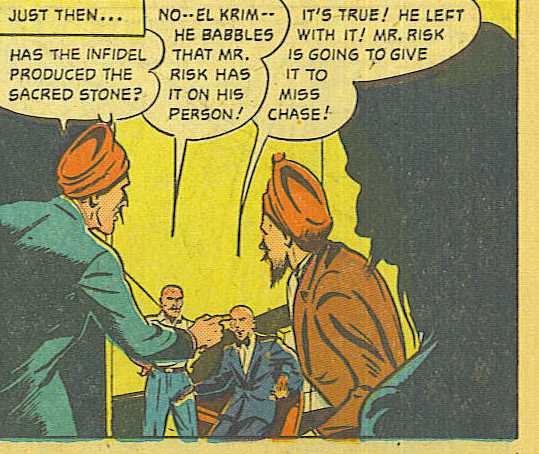 JUST THEN...
HAS THE INFIDEL
PRODUCED THE
SACRED STONE?
NO--EL KRIM--
HE BABBLES
THAT MR.
RISK HAS
IT ON HIS
PERSON!
IT'S TRUE! HE LEFT
WITH IT! MR. RISK
IS GOING TO GIVE
IT TO
MISS
CHASE!